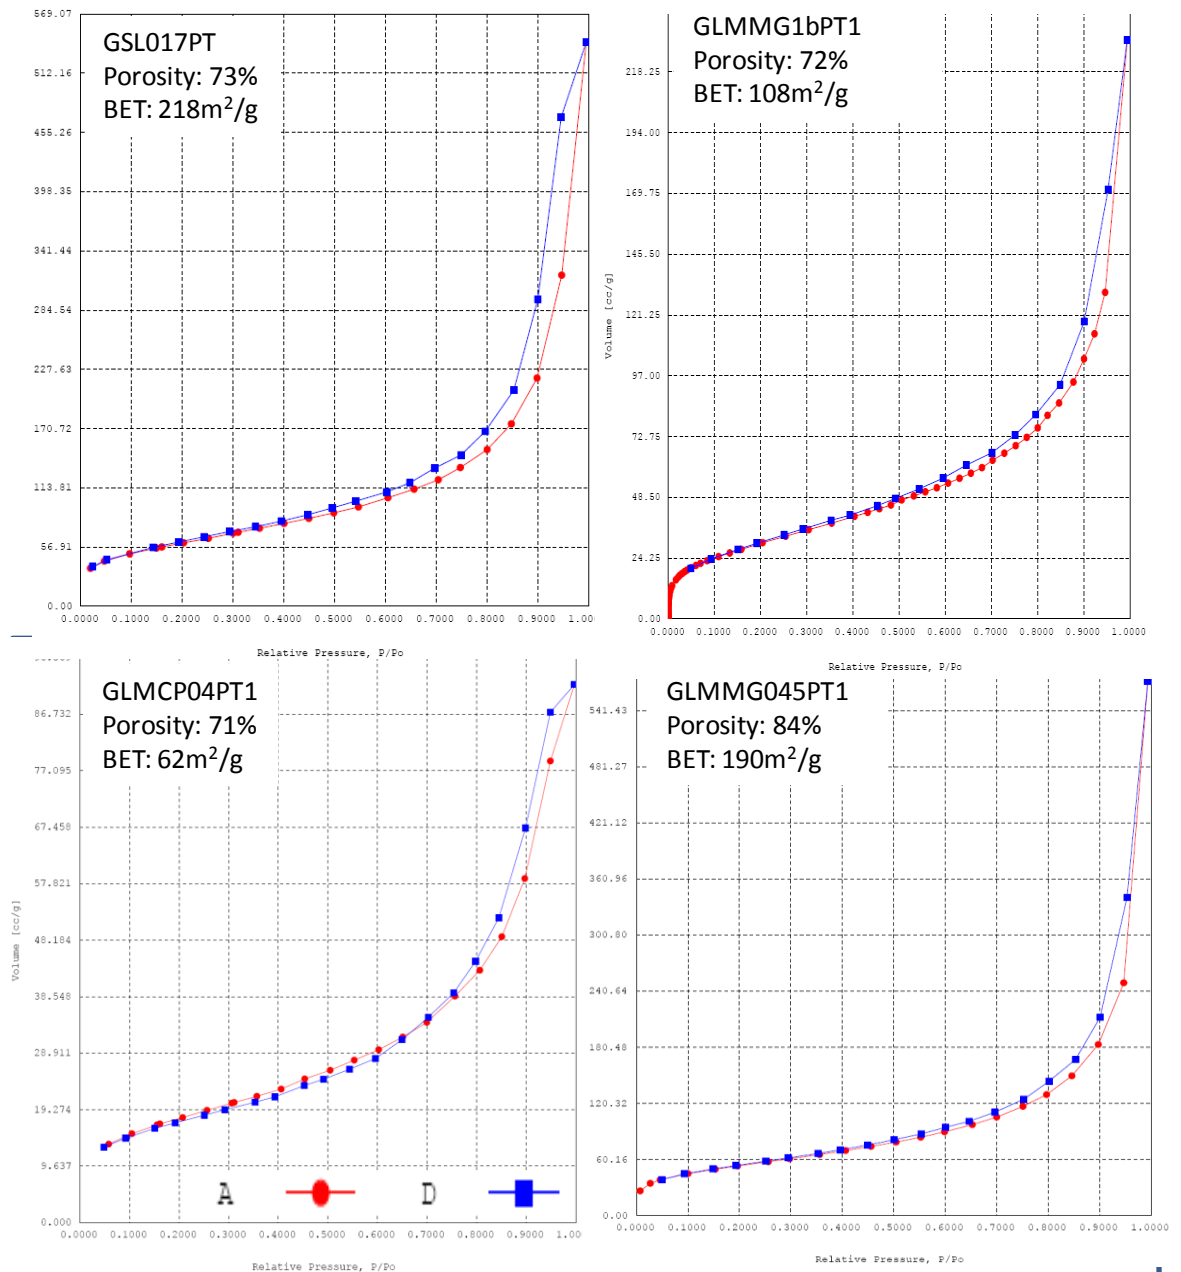 569.07
GSL017PT
Porosity: 73%
BET: 218m²/g
512.16
455.26
398.35
341.44
284.54
227.63
170.72
113.81
56.91
0.00
0.0000 0.1000 0.2000 0.3000 0.4000 0.5000 0.6000 0.7000 0.8000 0.9000 1.000
Relative Pressure, P/Po
GLMMG1bPT1
Porosity: 72%
BET: 108m²/g
218.25
194.00
169.75
145.50
121.25
97.00
72.75
48.50
24.25
0.00
Volume [cc/g]
0.0000 0.1000 0.2000 0.3000 0.4000 0.5000 0.6000 0.7000 0.8000 0.9000 1.0000
Relative Pressure, P/Po
GLMCP04PT1
Porosity: 71%
BET: 62m²/g
86.732
77.095
67.458
57.821
48.184
38.548
28.911
19.274
9.637
0.000
Volume [cc/g]
A D
0.0000 0.1000 0.2000 0.3000 0.4000 0.5000 0.6000 0.7000 0.8000 0.9000 1.00
Relative Pressure, P/Po
GLMMG045PT1
Porosity: 84%
BET: 190m²/g
541.43
481.27
421.12
360.96
300.80
240.64
180.48
120.32
60.16
0.00
0.0000 0.1000 0.2000 0.3000 0.4000 0.5000 0.6000 0.7000 0.8000 0.9000 1.0000
Relative Pressure, P/Po